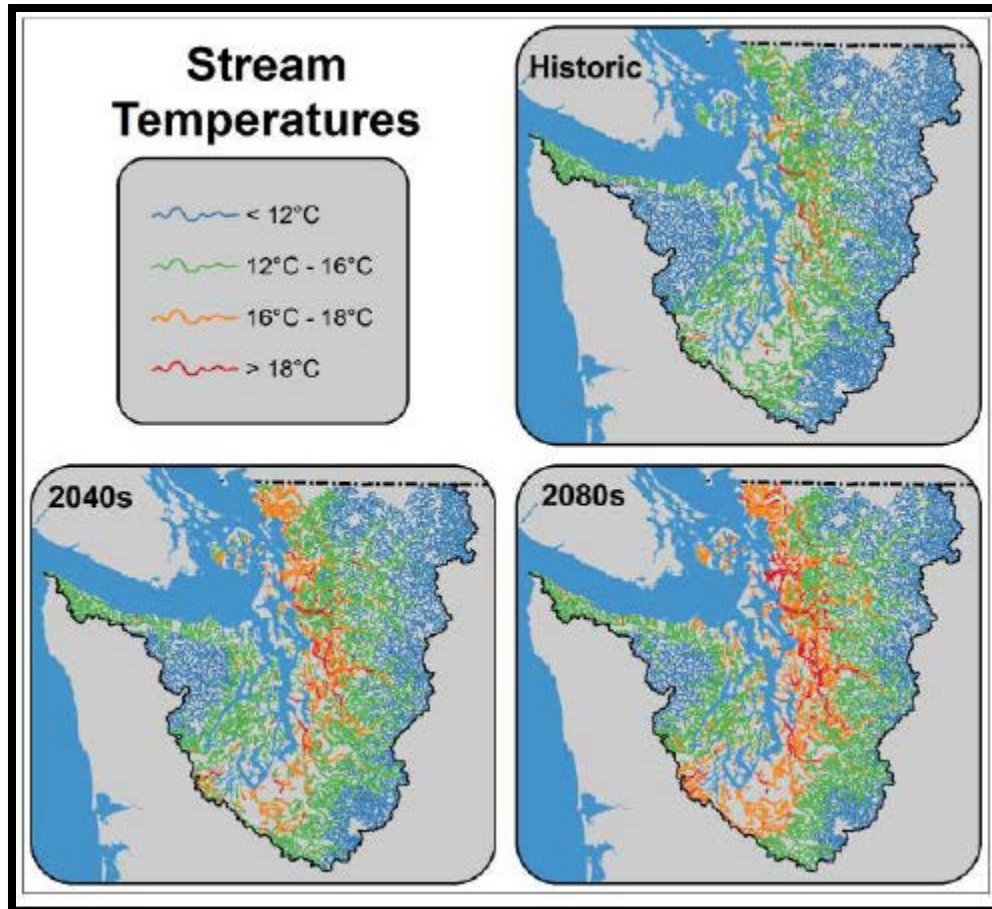 Stream
Temperatures
< 12°C
12°C - 16°C
16°C - 18°C
> 18°C
Historic
2040s
2080s